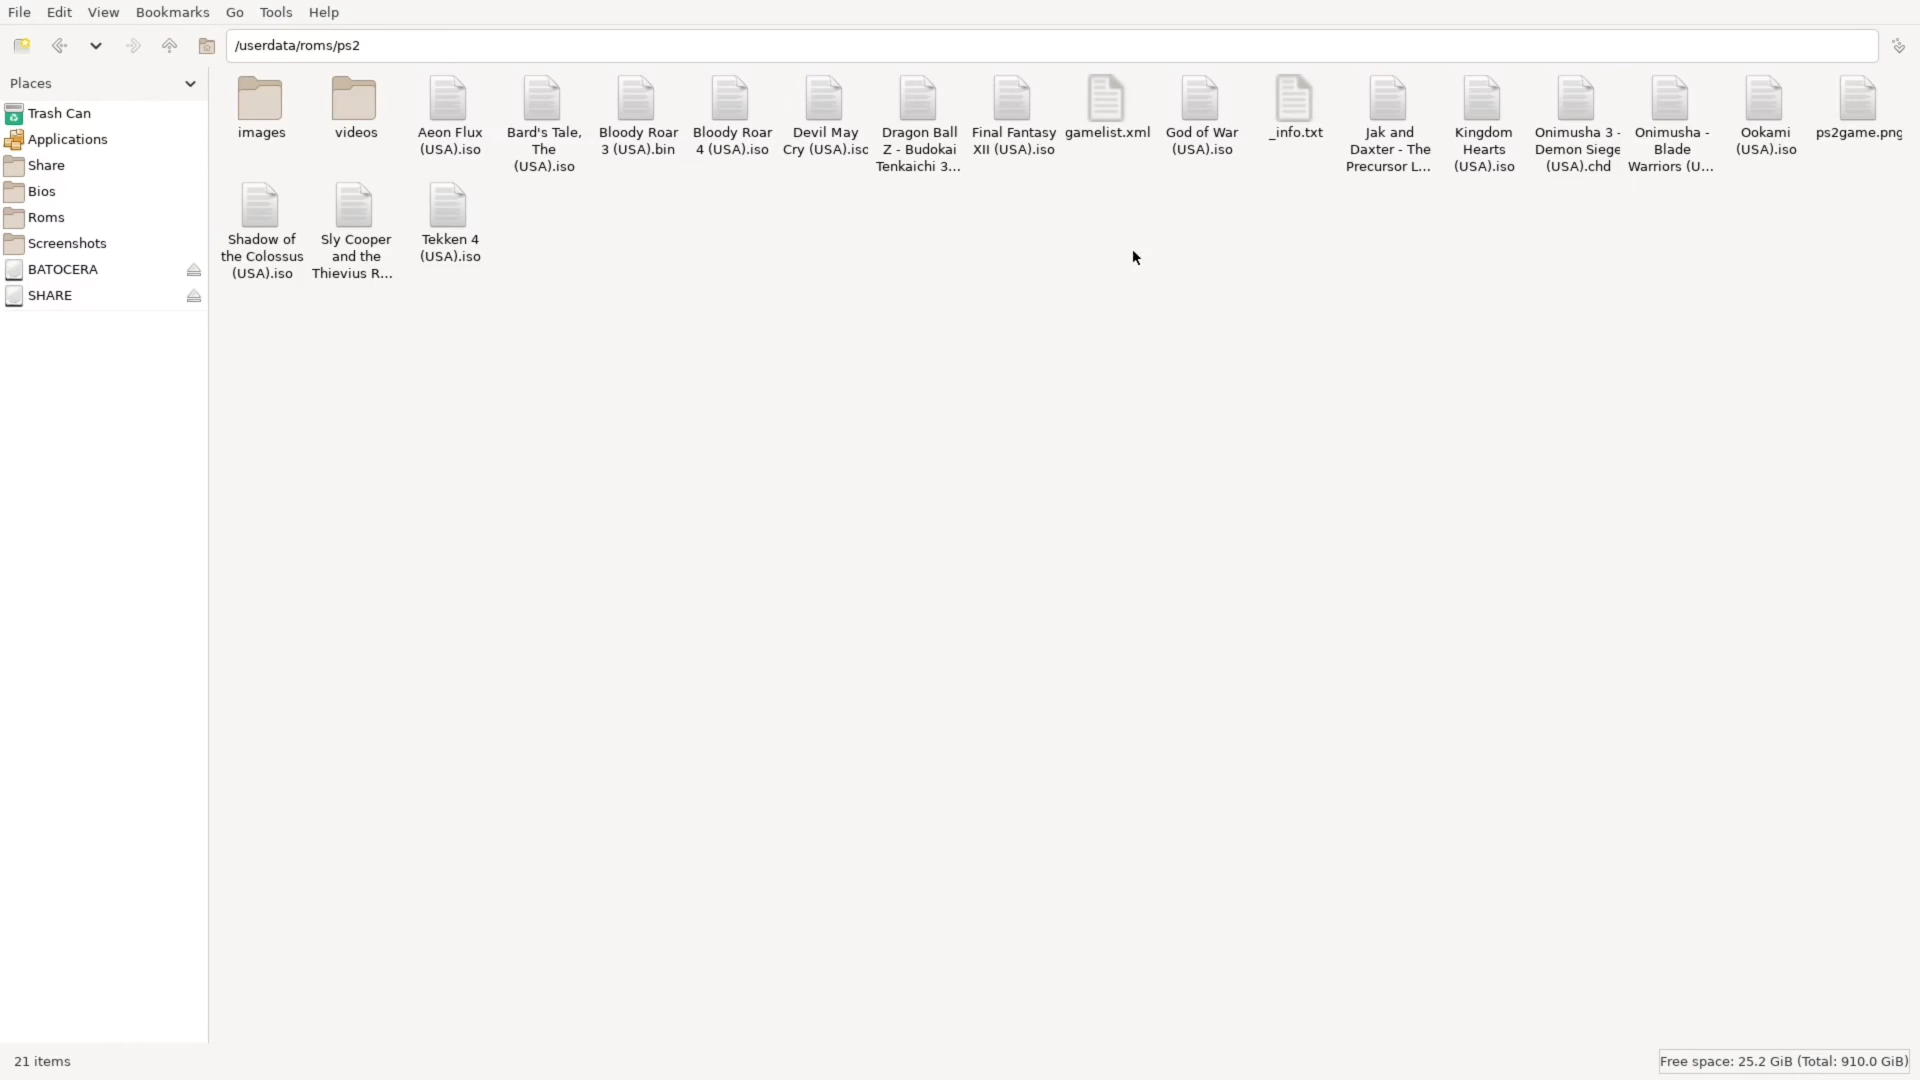 File Edit View Bookmarks Go Tools Help
/userdata/roms/ps2
Places
Trash Can
Applications
Share
Bios
Roms
Screenshots
BATOCERA
SHARE
images
videos
Aeon Flux
(USA).iso
Bard's Tale,
The
(USA).iso
Bloody Roar
3 (USA).bin
Bloody Roar
4 (USA).iso
Devil May
Cry (USA).isc
Dragon Ball
Z - Budokai
Tenkaichi 3...
Final Fantasy
XII (USA).iso
gamelist.xml
God of War
(USA).iso
_info.txt
Jak and
Daxter - The
Precursor L...
Kingdom
Hearts
(USA).iso
Onimusha 3 -
Demon Siege
(USA).chd
Onimusha -
Blade
Warriors (U...
Ookami
(USA).iso
ps2game.png
Shadow of
the Colossus
(USA).iso
Sly Cooper
and the
Thievius R...
Tekken 4
(USA).iso
21 items
Free space: 25.2 GiB (Total: 910.0 GiB)